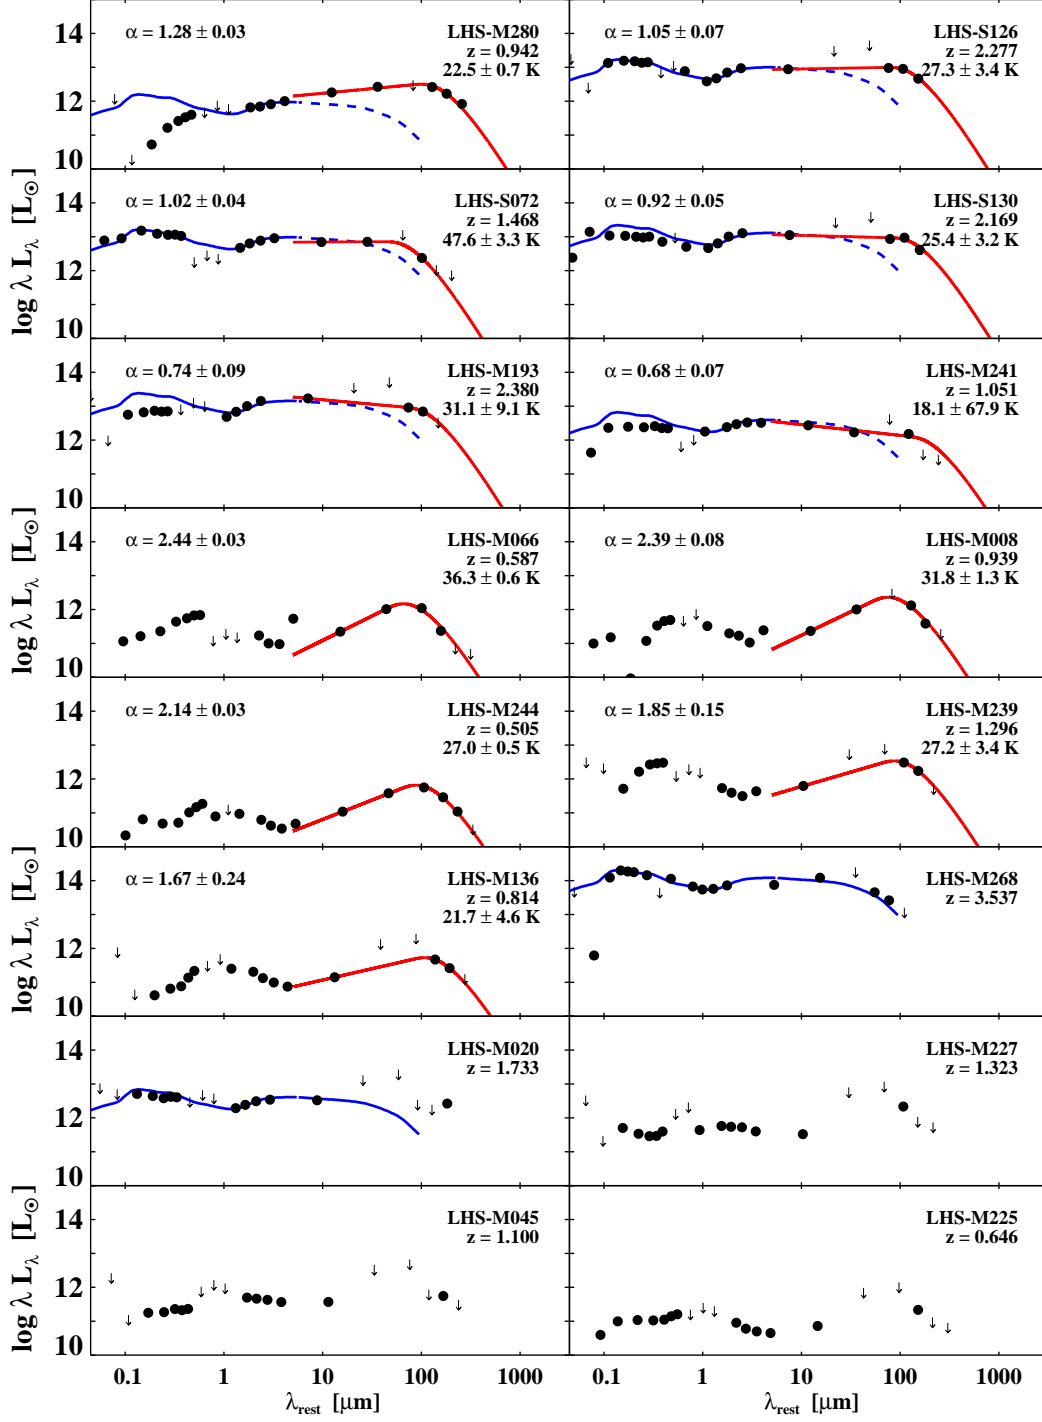 14
12
10
α = 1.28 ± 0.03
LHS-M280
z = 0.942
22.5 ± 0.7 K
α = 1.05 ± 0.07
LHS-S126
z = 2.277
27.3 ± 3.4 K
log λ L_λ [L_⊙]
14
12
10
α = 1.02 ± 0.04
LHS-S072
z = 1.468
47.6 ± 3.3 K
α = 0.92 ± 0.05
LHS-S130
z = 2.169
25.4 ± 3.2 K
14
12
10
α = 0.74 ± 0.09
LHS-M193
z = 2.380
31.1 ± 9.1 K
α = 0.68 ± 0.07
LHS-M241
z = 1.051
18.1 ± 67.9 K
log λ L_λ [L_⊙]
14
12
10
α = 2.44 ± 0.03
LHS-M066
z = 0.587
36.3 ± 0.6 K
α = 2.39 ± 0.08
LHS-M008
z = 0.939
31.8 ± 1.3 K
14
12
10
α = 2.14 ± 0.03
LHS-M244
z = 0.505
27.0 ± 0.5 K
α = 1.85 ± 0.15
LHS-M239
z = 1.296
27.2 ± 3.4 K
log λ L_λ [L_⊙]
14
12
10
α = 1.67 ± 0.24
LHS-M136
z = 0.814
21.7 ± 4.6 K
LHS-M268
z = 3.537
14
12
10
LHS-M020
z = 1.733
LHS-M227
z = 1.323
log λ L_λ [L_⊙]
14
12
10
LHS-M045
z = 1.100
LHS-M225
z = 0.646
0.1 1 10 100 1000
0.1 1 10 100 1000
λ_rest [μm]
λ_rest [μm]